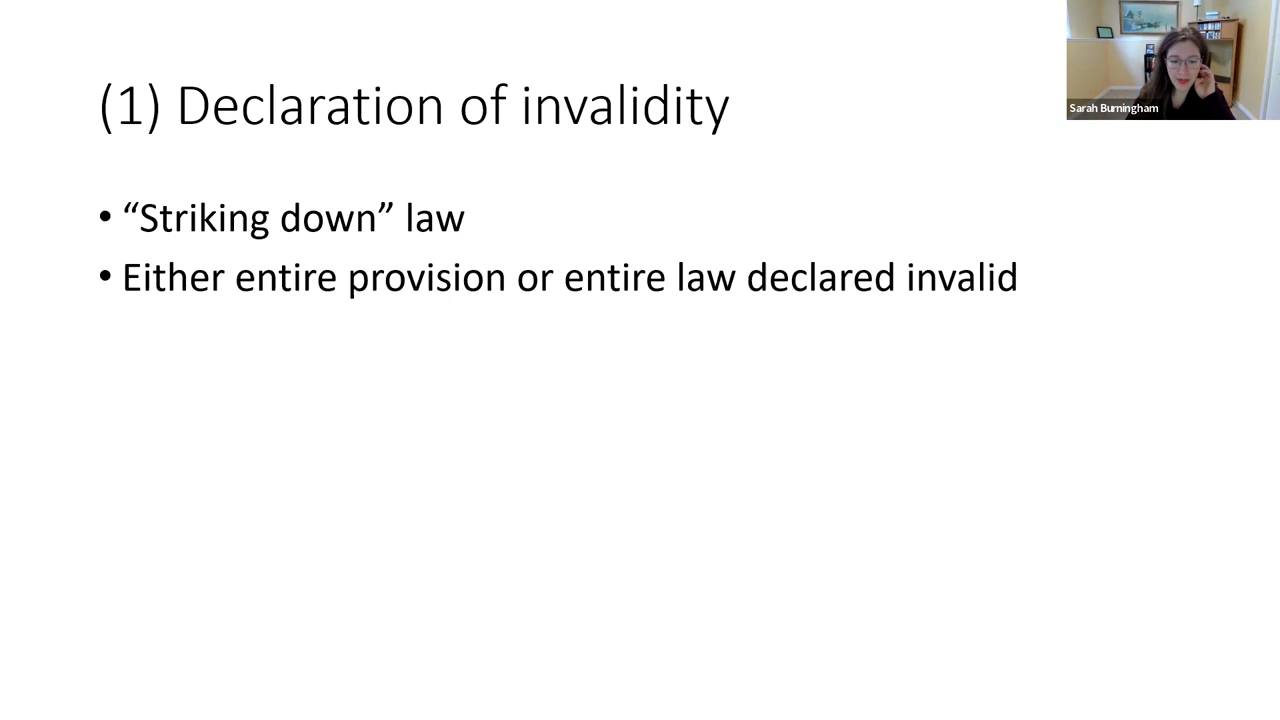 (1) Declaration of invalidity
Sarah Burningham
• “Striking down” law
• Either entire provision or entire law declared invalid